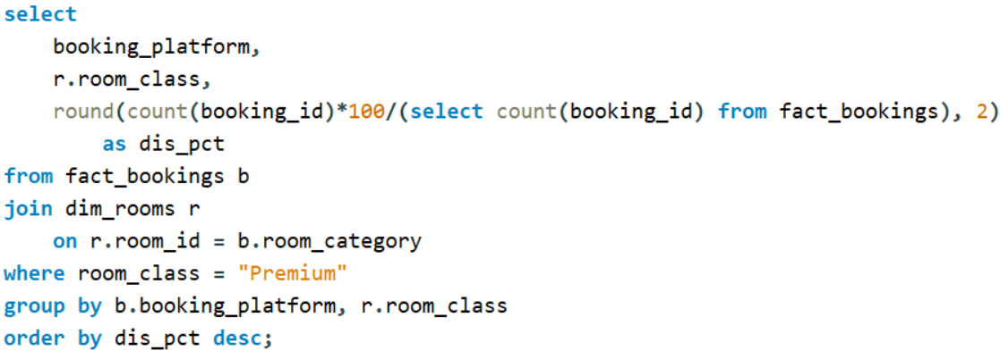 select
    booking_platform,
    r.room_class,
    round(count(booking_id)*100/(select count(booking_id) from fact_bookings), 2)
        as dis_pct
from fact_bookings b
join dim_rooms r
    on r.room_id = b.room_category
where room_class = "Premium"
group by b.booking_platform, r.room_class
order by dis_pct desc;